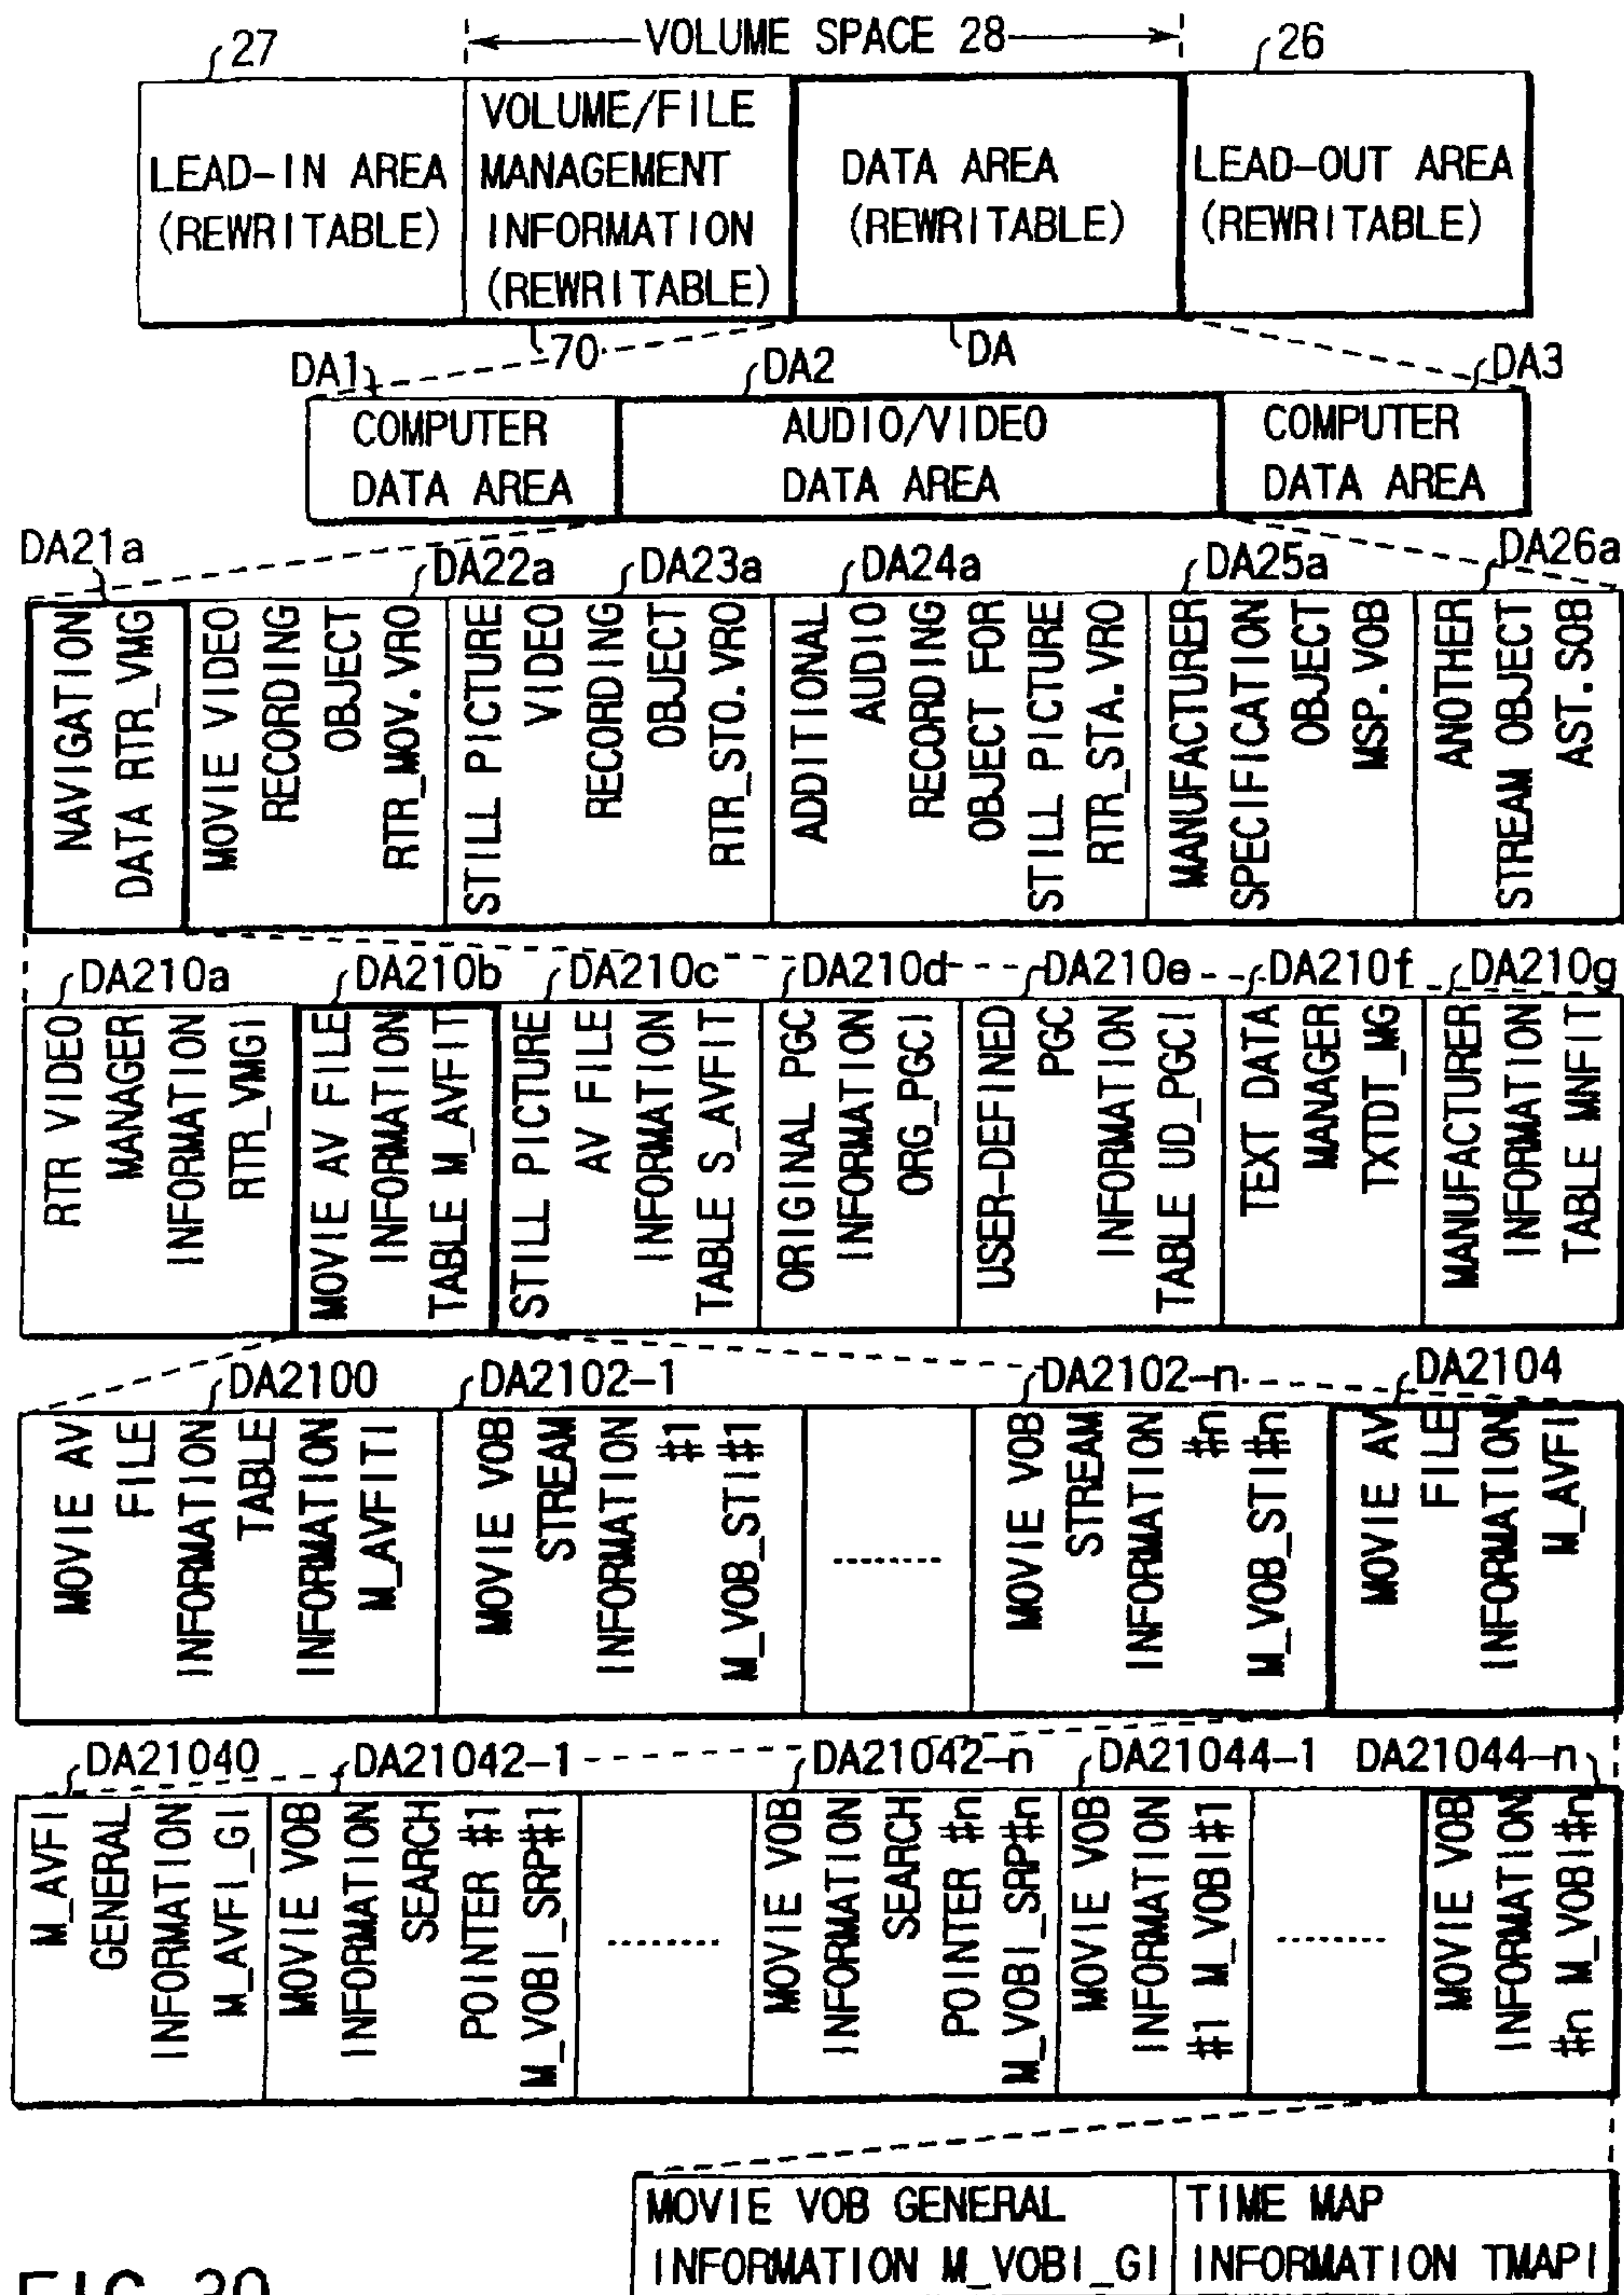 27
VOLUME SPACE 28
26
LEAD-IN AREA
(REWRITABLE)
VOLUME/FILE
MANAGEMENT
INFORMATION
(REWRITABLE)
DATA AREA
(REWRITABLE)
LEAD-OUT AREA
(REWRITABLE)
70
DA
DA1
DA2
DA3
COMPUTER
DATA AREA
AUDIO/VIDEO
DATA AREA
COMPUTER
DATA AREA
DA21a
DA22a
DA23a
DA24a
DA25a
DA26a
NAVIGATION
DATA RTR_VMG
MOVIE VIDEO
RECORDING
OBJECT
RTR_MOV.VRO
STILL PICTURE
VIDEO
RECORDING
OBJECT
RTR_STO.VRO
ADDITIONAL
AUDIO
RECORDING
OBJECT FOR
STILL PICTURE
RTR_STA.VRO
MANUFACTURER
SPECIFICATION
OBJECT
MSP.VOB
ANOTHER
STREAM OBJECT
AST.SOB
DA210a
DA210b
DA210c
DA210d
DA210e
DA210f
DA210g
RTR VIDEO
MANAGER
INFORMATION
RTR_VMGI
MOVIE AV FILE
INFORMATION
TABLE M_AVFIT
STILL PICTURE
AV FILE
INFORMATION
TABLE S_AVFIT
ORIGINAL PGC
INFORMATION
ORG_PGCI
USER-DEFINED
PGC
INFORMATION
TABLE UD_PGCI
TEXT DATA
MANAGER
TXTDT_MG
MANUFACTURER
INFORMATION
TABLE MNFIT
DA2100
DA2102-1
DA2102-n
DA2104
MOVIE AV
FILE
INFORMATION
TABLE
INFORMATION
M_AVFITI
MOVIE VOB
STREAM
INFORMATION
#1
M_VOB_STI#1
........
MOVIE VOB
STREAM
INFORMATION
#n
M_VOB_STI#n
MOVIE AV
FILE
INFORMATION
M_AVFI
DA21040
DA21042-1
DA21042-n
DA21044-1
DA21044-n
M_AVFI
GENERAL
INFORMATION
M_AVFI_GI
MOVIE VOB
INFORMATION
SEARCH
POINTER #1
M_VOBI_SRP#1
........
MOVIE VOB
INFORMATION
SEARCH
POINTER #n
M_VOBI_SRP#n
MOVIE VOB
INFORMATION
#1 M_VOBI#1
........
MOVIE VOB
INFORMATION
#n M_VOBI#n
MOVIE VOB GENERAL
INFORMATION M_VOBI_GI
TIME MAP
INFORMATION TMAPI